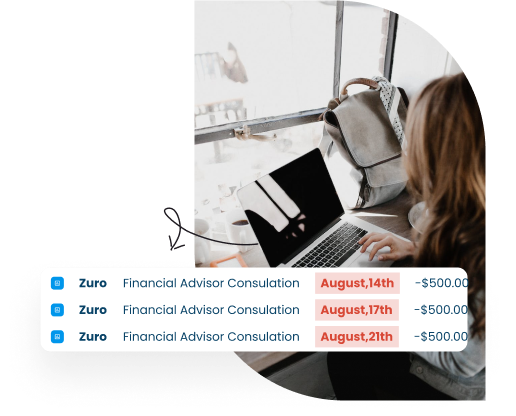 Zuro Financial Advisor Consulation August,14th -$500.00
Zuro Financial Advisor Consulation August,17th -$500.00
Zuro Financial Advisor Consulation August,21th -$500.00